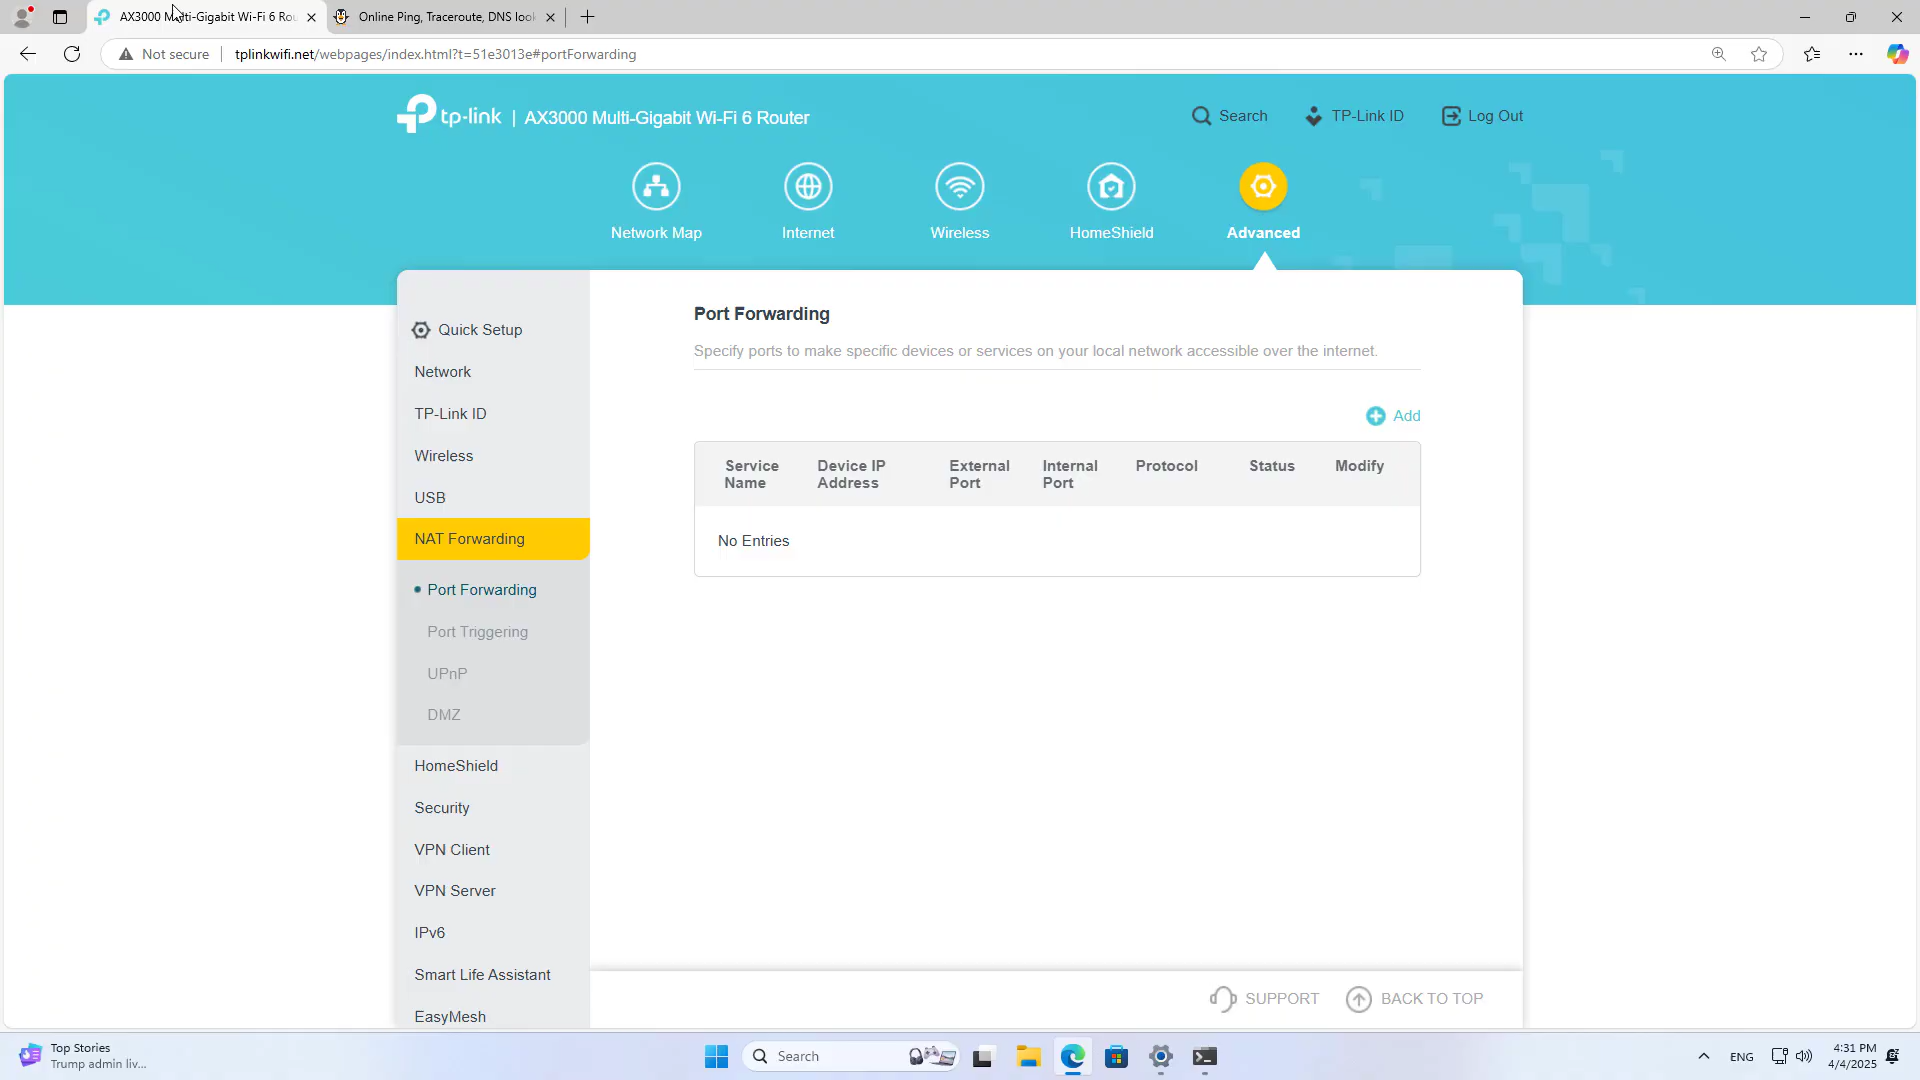 AX3000 Multi-Gigabit Wi-Fi 6 Rou
Online Ping, Traceroute, DNS look
Not secure
tplinkwifi.net/webpages/index.html?t=51e3013e#portForwarding
tp-link | AX3000 Multi-Gigabit Wi-Fi 6 Router
Search
TP-Link ID
Log Out
Network Map
Internet
Wireless
HomeShield
Advanced
Quick Setup
Network
TP-Link ID
Wireless
USB
NAT Forwarding
Port Forwarding
Port Triggering
UPnP
DMZ
HomeShield
Security
VPN Client
VPN Server
IPv6
Smart Life Assistant
EasyMesh
Port Forwarding
Specify ports to make specific devices or services on your local network accessible over the internet.
Add
Service Name
Device IP Address
External Port
Internal Port
Protocol
Status
Modify
No Entries
SUPPORT
BACK TO TOP
Top Stories
Trump admin liv...
Search
ENG
4:31 PM
4/4/2025